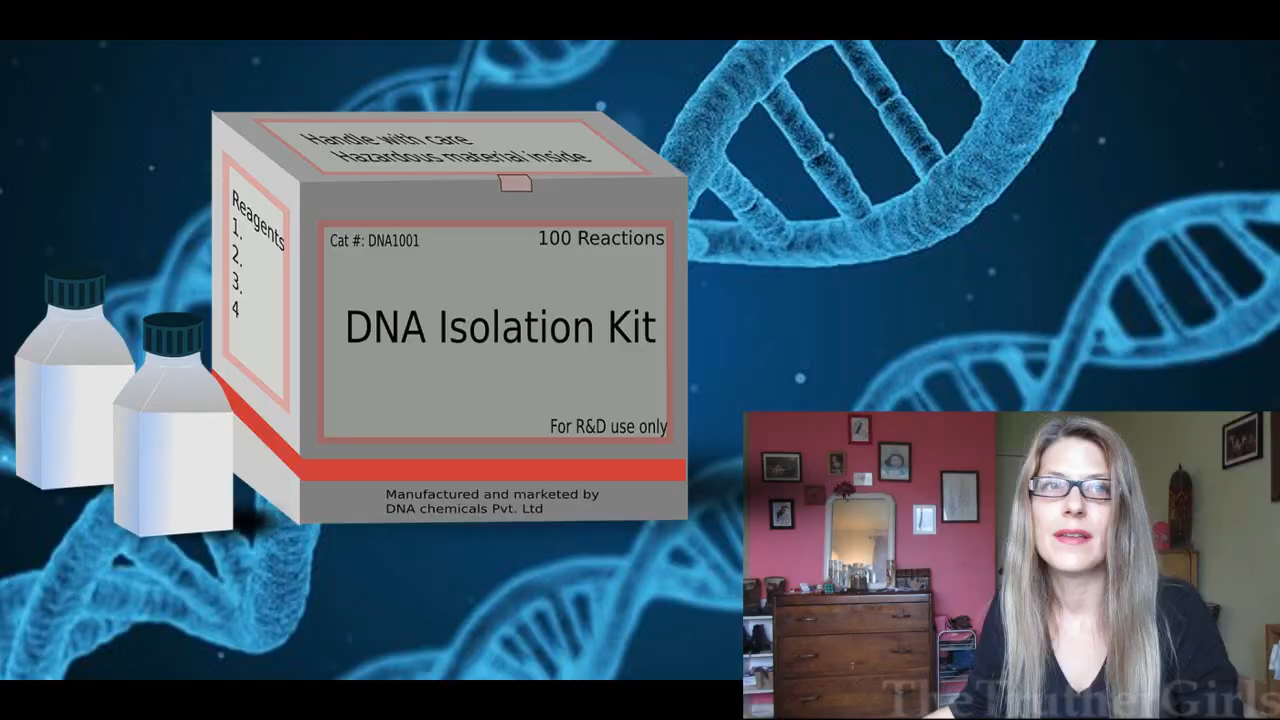 Handle with care
Hazardous material inside
Reagents
1.
2.
3.
4
Cat #: DNA1001
100 Reactions
DNA Isolation Kit
For R&D use only
Manufactured and marketed by
DNA chemicals Pvt. Ltd
TheTrutherGirls